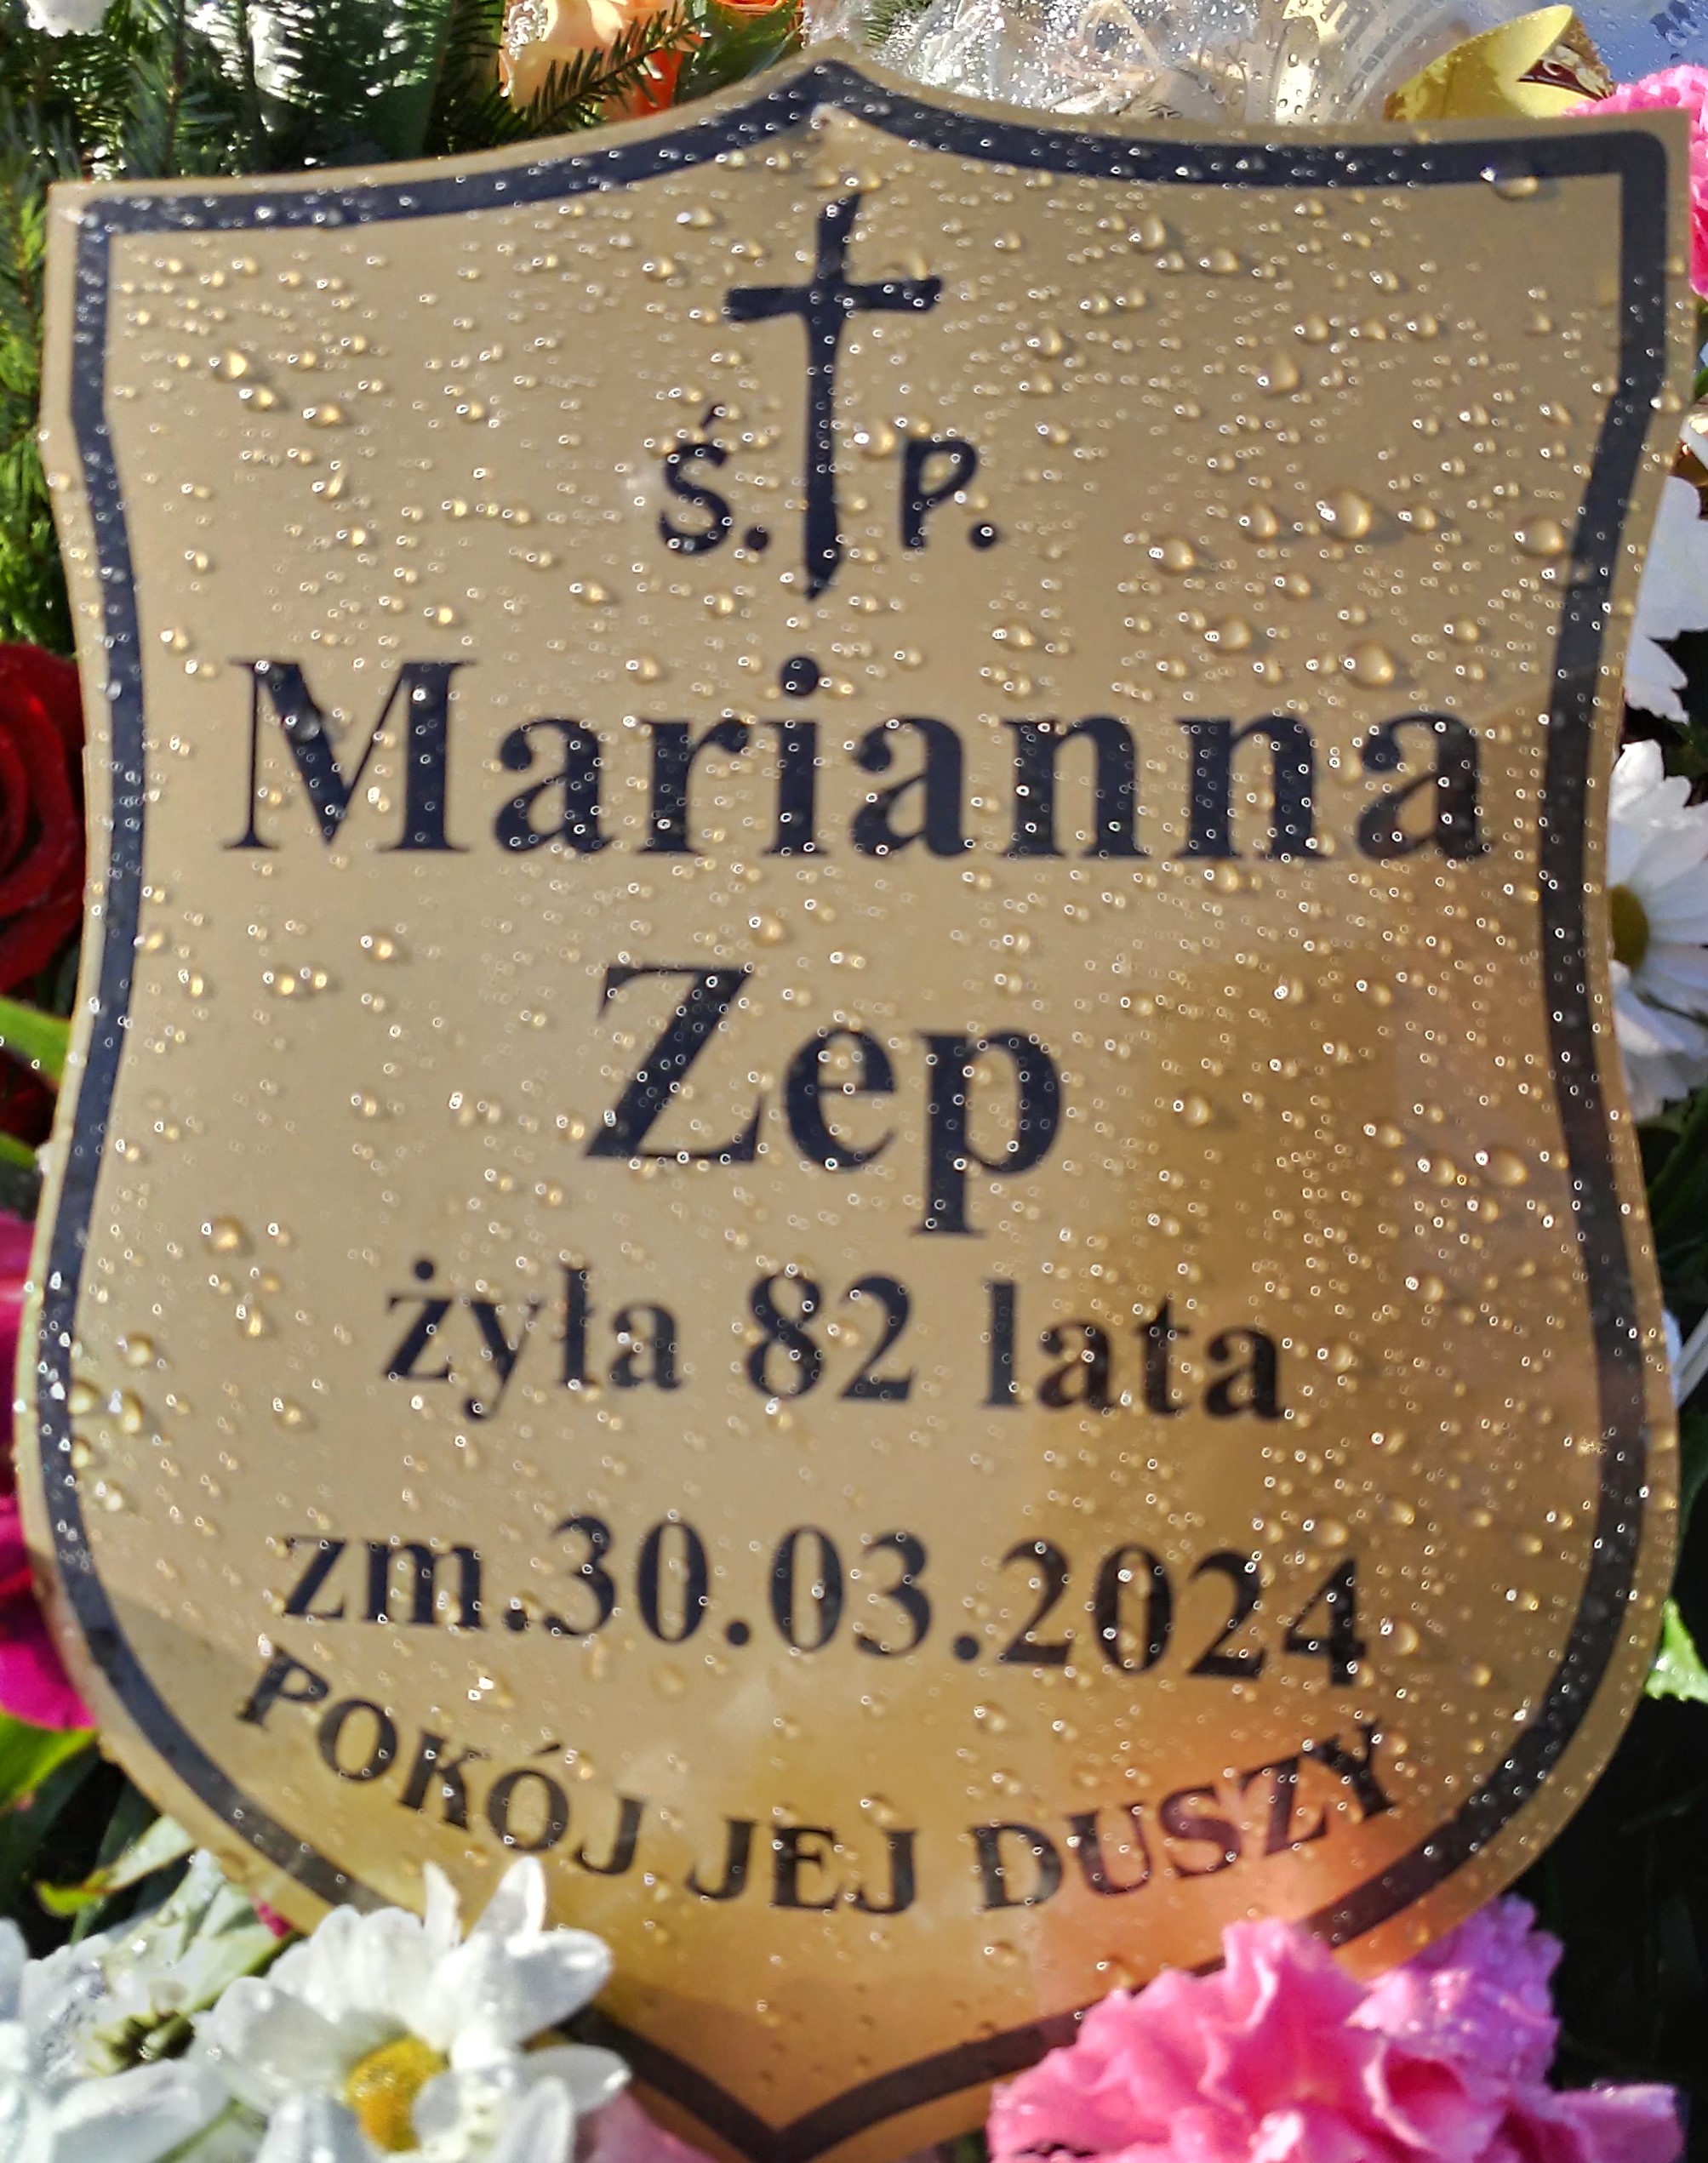 Ś. P.
Marianna
Zep
żyła 82 lata
zm.30.03.2024
POKÓJ JEJ DUSZY